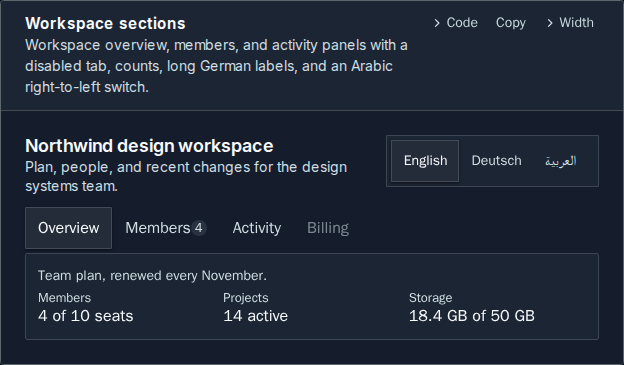 Workspace sections
Code Copy Width
Workspace overview, members, and activity panels with a
disabled tab, counts, long German labels, and an Arabic
right-to-left switch.
Northwind design workspace
Plan, people, and recent changes for the design
systems team.
English Deutsch العربية
Overview Members 4 Activity Billing
Team plan, renewed every November.
Members Projects Storage
4 of 10 seats 14 active 18.4 GB of 50 GB